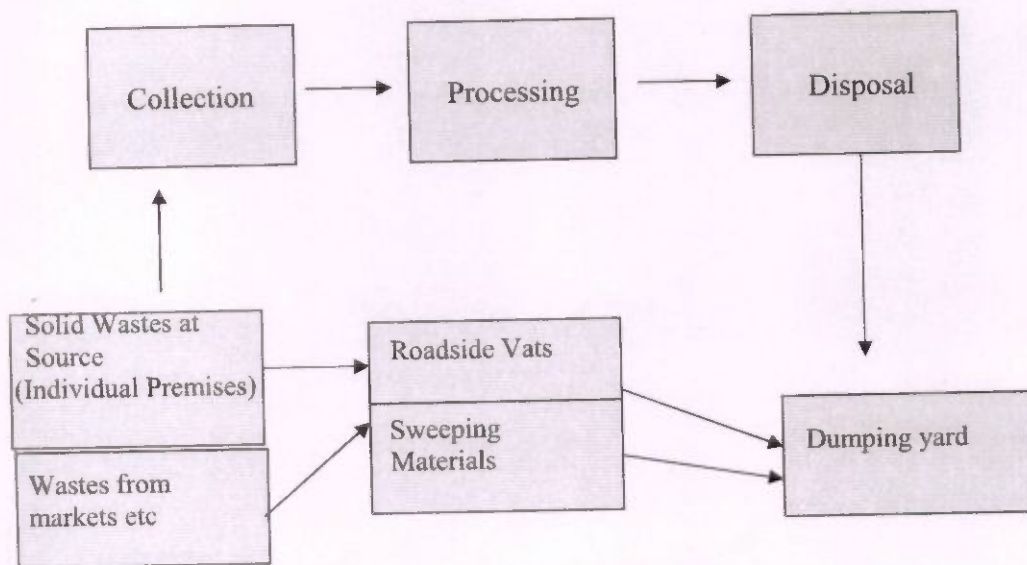 Collection
Processing
Disposal
Solid Wastes at
Source
(Individual Premises)
Wastes from
markets etc
Roadside Vats
Sweeping
Materials
Dumping yard